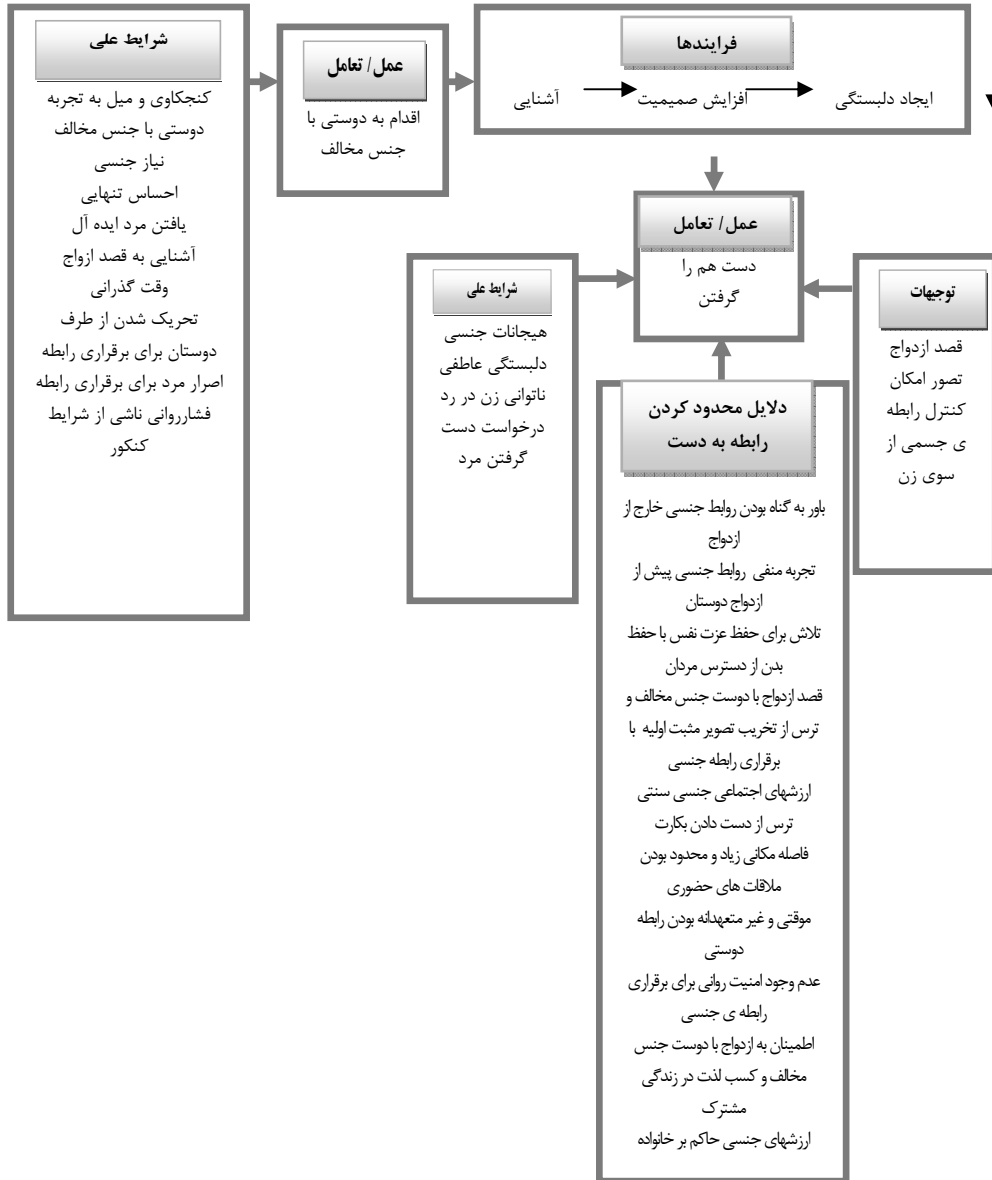 شرایط علی
کنجکاوی و میل به تجربه
دوستی با جنس مخالف
نیاز جنسی
احساس تنهایی
یافتن مرد ایده آل
آشنایی به قصد ازواج
وقت گذرانی
تحریک شدن از طرف
دوستان برای برقراری رابطه
اصرار مرد برای برقراری رابطه
فشارروانی ناشی از شرایط
کنکور
عمل/ تعامل
اقدام به دوستی با
جنس مخالف
فرایندها
آشنایی افزایش صمیمیت ایجاد دلبستگی
عمل/ تعامل
دست هم را
گرفتن
شرایط علی
هیجانات جنسی
دلبستگی عاطفی
ناتوانی زن در رد
درخواست دست
گرفتن مرد
توجیهات
قصد ازدواج
تصور امکان
کنترل رابطه
ی جسمی از
سوی زن
دلایل محدود کردن
رابطه به دست
باور به گناه بودن روابط جنسی خارج از
ازدواج
تجربه منفی روابط جنسی پیش از
ازدواج دوستان
تلاش برای حفظ عزت نفس با حفظ
بدن از دسترس مردان
قصد ازدواج با دوست جنس مخالف و
ترس از تخریب تصویر مثبت اولیه با
برقراری رابطه جنسی
ارزشهای اجتماعی جنسی سنتی
ترس از دست دادن بکارت
فاصله مکانی زیاد و محدود بودن
ملاقات های حضوری
موقتی و غیر متعهدانه بودن رابطه
دوستی
عدم وجود امنیت روانی برای برقراری
رابطه ی جنسی
اطمینان به ازدواج با دوست جنس
مخالف و کسب لذت در زندگی
مشترک
ارزشهای جنسی حاکم بر خانواده